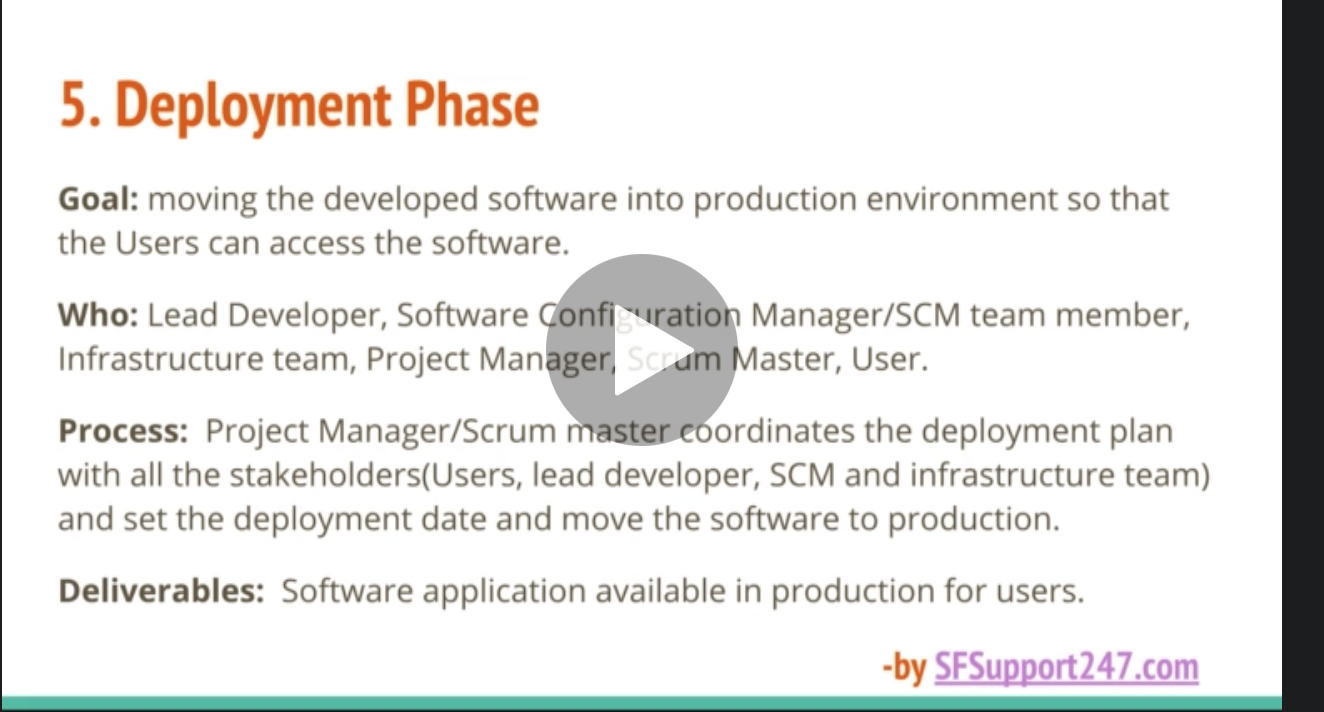 5. Deployment Phase
Goal: moving the developed software into production environment so that
the Users can access the software.
Who: Lead Developer, Software Configuration Manager/SCM team member,
Infrastructure team, Project Manager, Scrum Master, User.
Process: Project Manager/Scrum master coordinates the deployment plan
with all the stakeholders(Users, lead developer, SCM and infrastructure team)
and set the deployment date and move the software to production.
Deliverables: Software application available in production for users.
-by SFSupport247.com